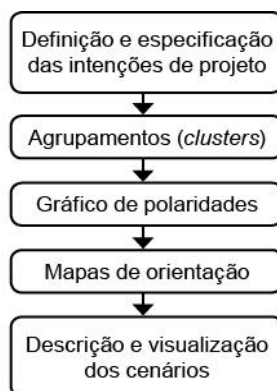 Definição e especificação
das intenções de projeto
Agrupamentos (clusters)
Gráfico de polaridades
Mapas de orientação
Descrição e visualização
dos cenários